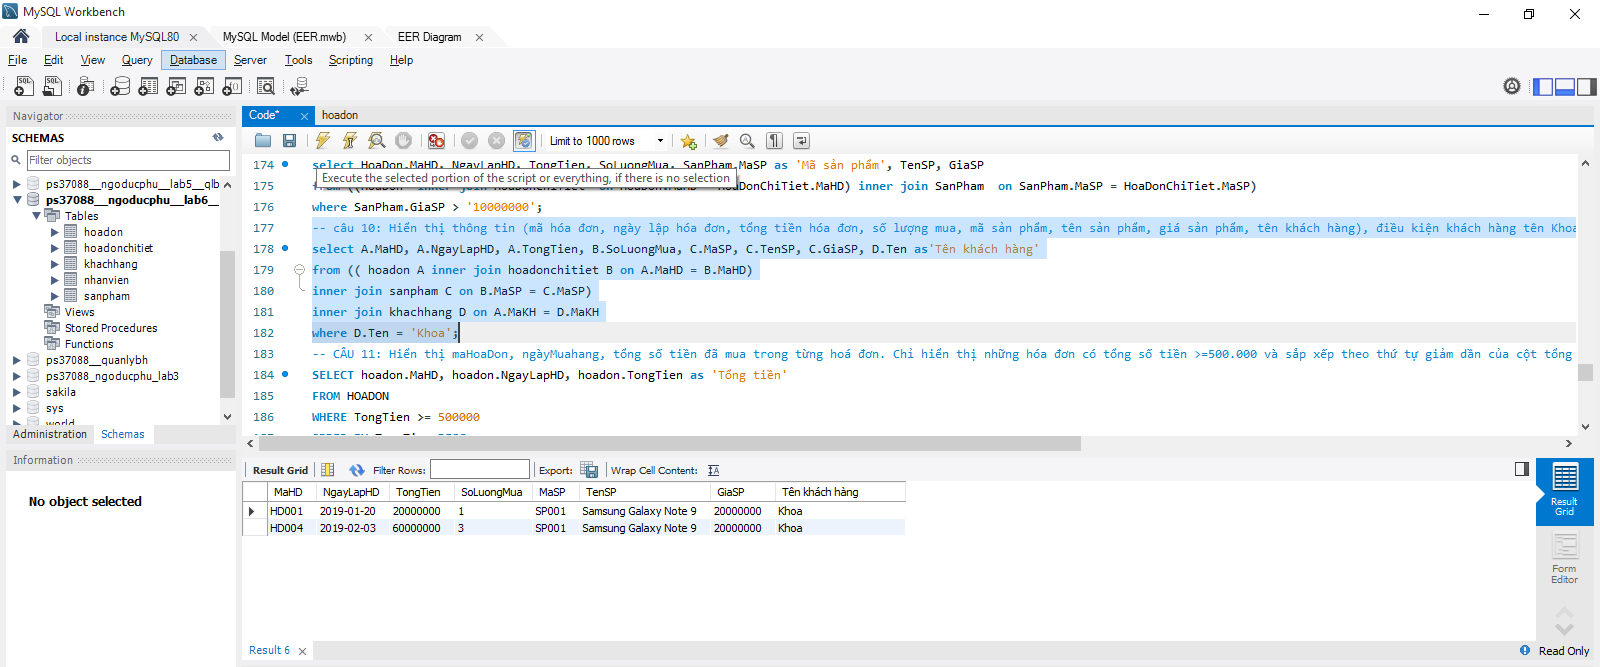 MySQL Workbench
Local instance MySQL80
MySQL Model (EER.mwb)
EER Diagram
File Edit View Query Database Server Tools Scripting Help
Navigator
SCHEMAS
Filter objects
ps37088__ngoducphu__lab5__qlb
ps37088__ngoducphu__lab6__
Tables
hoadon
hoadonchitiet
khachhang
nhanvien
sanpham
Views
Stored Procedures
Functions
ps37088__quanlybh
ps37088_ngoducphu_lab3
sakila
sys
world
Administration Schemas
Information
No object selected
Code* hoadon
Limit to 1000 rows
174 select HoaDon.MaHD, NgayLapHD, TongTien, SoLuongMua, SanPham.MaSP as 'Mã sản phẩm', TenSP, GiaSP
Execute the selected portion of the script or everything, if there is no selection
175 HoaDonChiTiet.MaHD) inner join SanPham on SanPham.MaSP = HoaDonChiTiet.MaSP)
176 where SanPham.GiaSP > '10000000';
177 -- câu 10: Hiển thị thông tin (mã hóa đơn, ngày lập hóa đơn, tổng tiền hóa đơn, số lượng mua, mã sản phẩm, tên sản phẩm, giá sản phẩm, tên khách hàng), điều kiện khách hàng tên Khoa
178 select A.MaHD, A.NgayLapHD, A.TongTien, B.SoLuongMua, C.MaSP, C.TenSP, C.GiaSP, D.Ten as'Tên khách hàng'
179 from (( hoadon A inner join hoadonchitiet B on A.MaHD = B.MaHD)
180 inner join sanpham C on B.MaSP = C.MaSP)
181 inner join khachhang D on A.MaKH = D.MaKH
182 where D.Ten = 'Khoa';
183 -- CÂU 11: Hiển thị maHoaDon, ngàyMuahang, tổng số tiền đã mua trong từng hoá đơn. Chỉ hiển thị những hóa đơn có tổng số tiền >=500.000 và sắp xếp theo thứ tự giảm dần của cột tổng
184 SELECT hoadon.MaHD, hoadon.NgayLapHD, hoadon.TongTien as 'Tổng tiền'
185 FROM HOADON
186 WHERE TongTien >= 500000
Result Grid Filter Rows: Export: Wrap Cell Content:
MaHD NgayLapHD TongTien SoLuongMua MaSP TenSP GiaSP Tên khách hàng
HD001 2019-01-20 20000000 1 SP001 Samsung Galaxy Note 9 20000000 Khoa
HD004 2019-02-03 60000000 3 SP001 Samsung Galaxy Note 9 20000000 Khoa
Result Grid
Form Editor
Result 6
Read Only